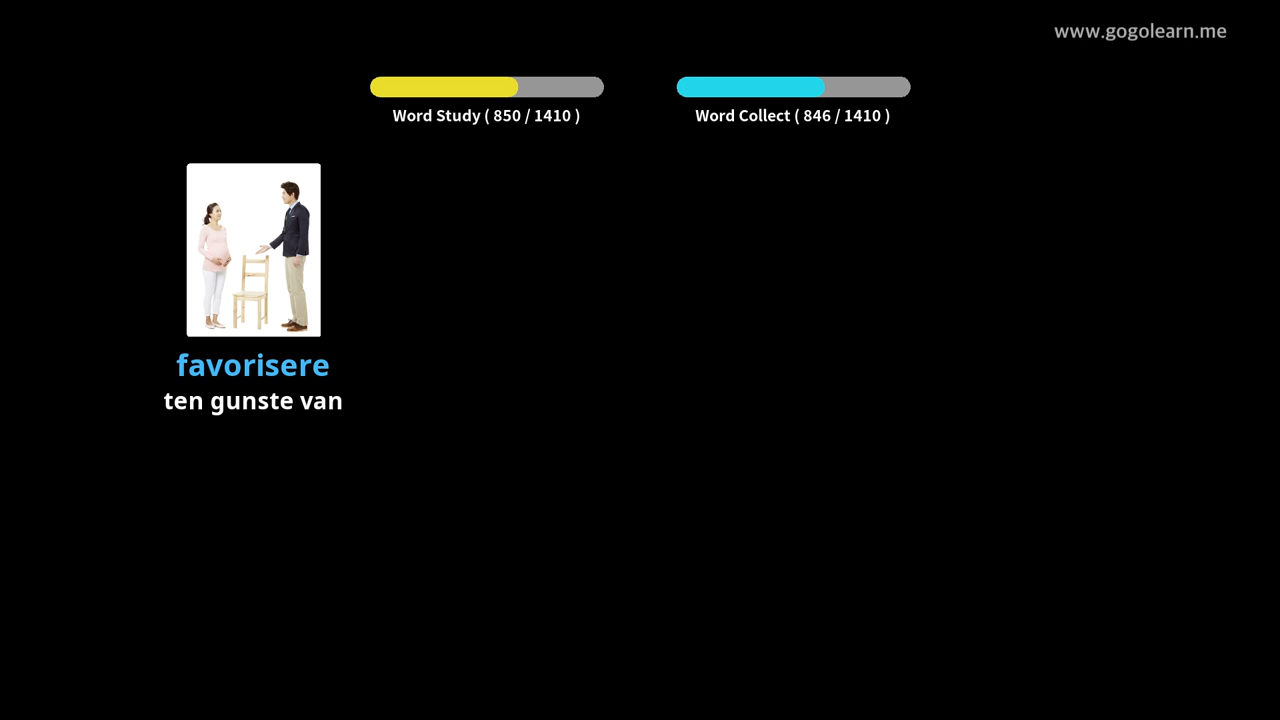 www.gogolearn.me
Word Study ( 850 / 1410 )
Word Collect ( 846 / 1410 )
favorisere
ten gunste van